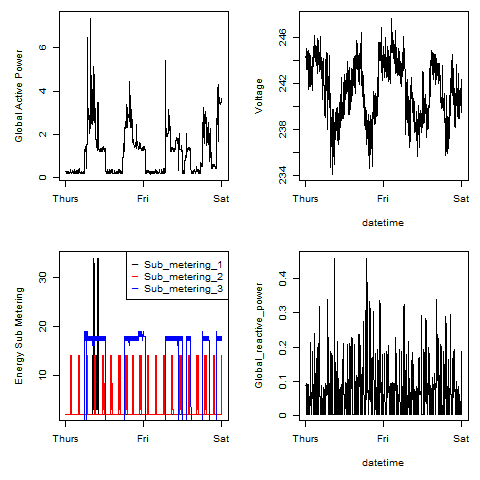 Global Active Power
0 2 4 6
Thurs Fri Sat
Voltage
234 238 242 246
Thurs Fri Sat
datetime
Energy Sub Metering
10 20 30
Sub_metering_1
Sub_metering_2
Sub_metering_3
Thurs Fri Sat
Global_reactive_power
0 0.1 0.2 0.3 0.4
Thurs Fri Sat
datetime